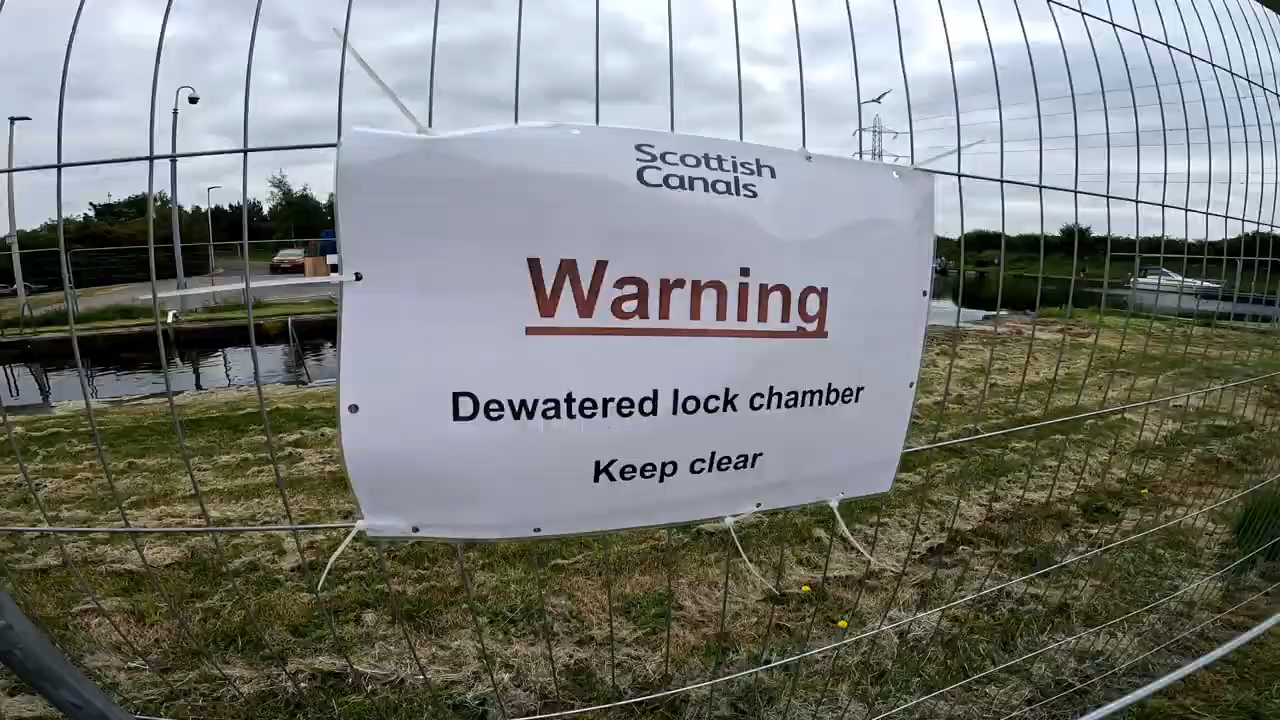 Scottish
Canals
Warning
Dewatered lock chamber
Keep clear